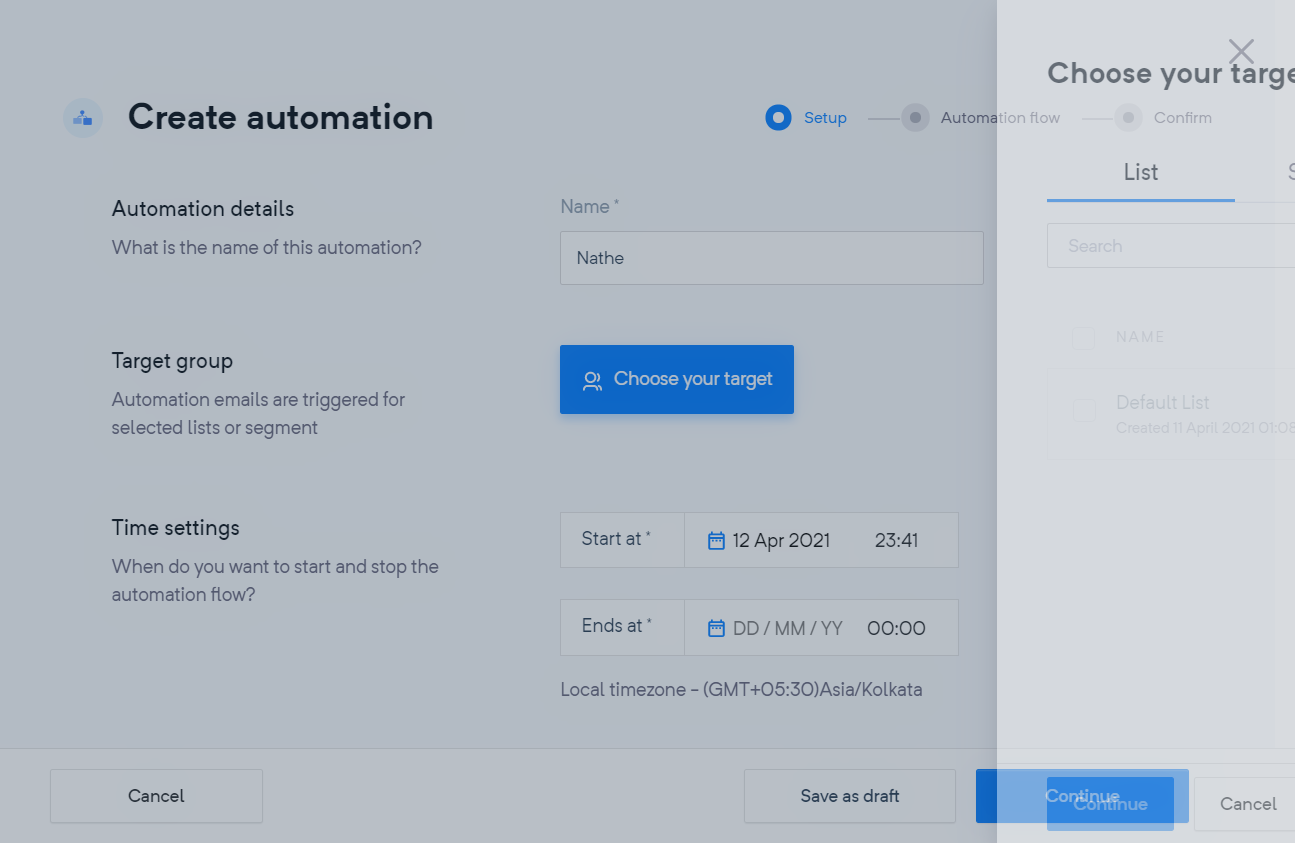 Choose your targe
Create automation
Setup
Automation flow
Confirm
List
Automation details
What is the name of this automation?
Name *
Nathe
Search
NAME
Target group
Automation emails are triggered for
selected lists or segment
Choose your target
Default List
Created 11 April 2021 01:08
Time settings
When do you want to start and stop the
automation flow?
Start at *
12 Apr 2021
23:41
Ends at *
DD / MM / YY
00:00
Local timezone - (GMT+05:30)Asia/Kolkata
Cancel
Save as draft
Continue
Continue
Cancel